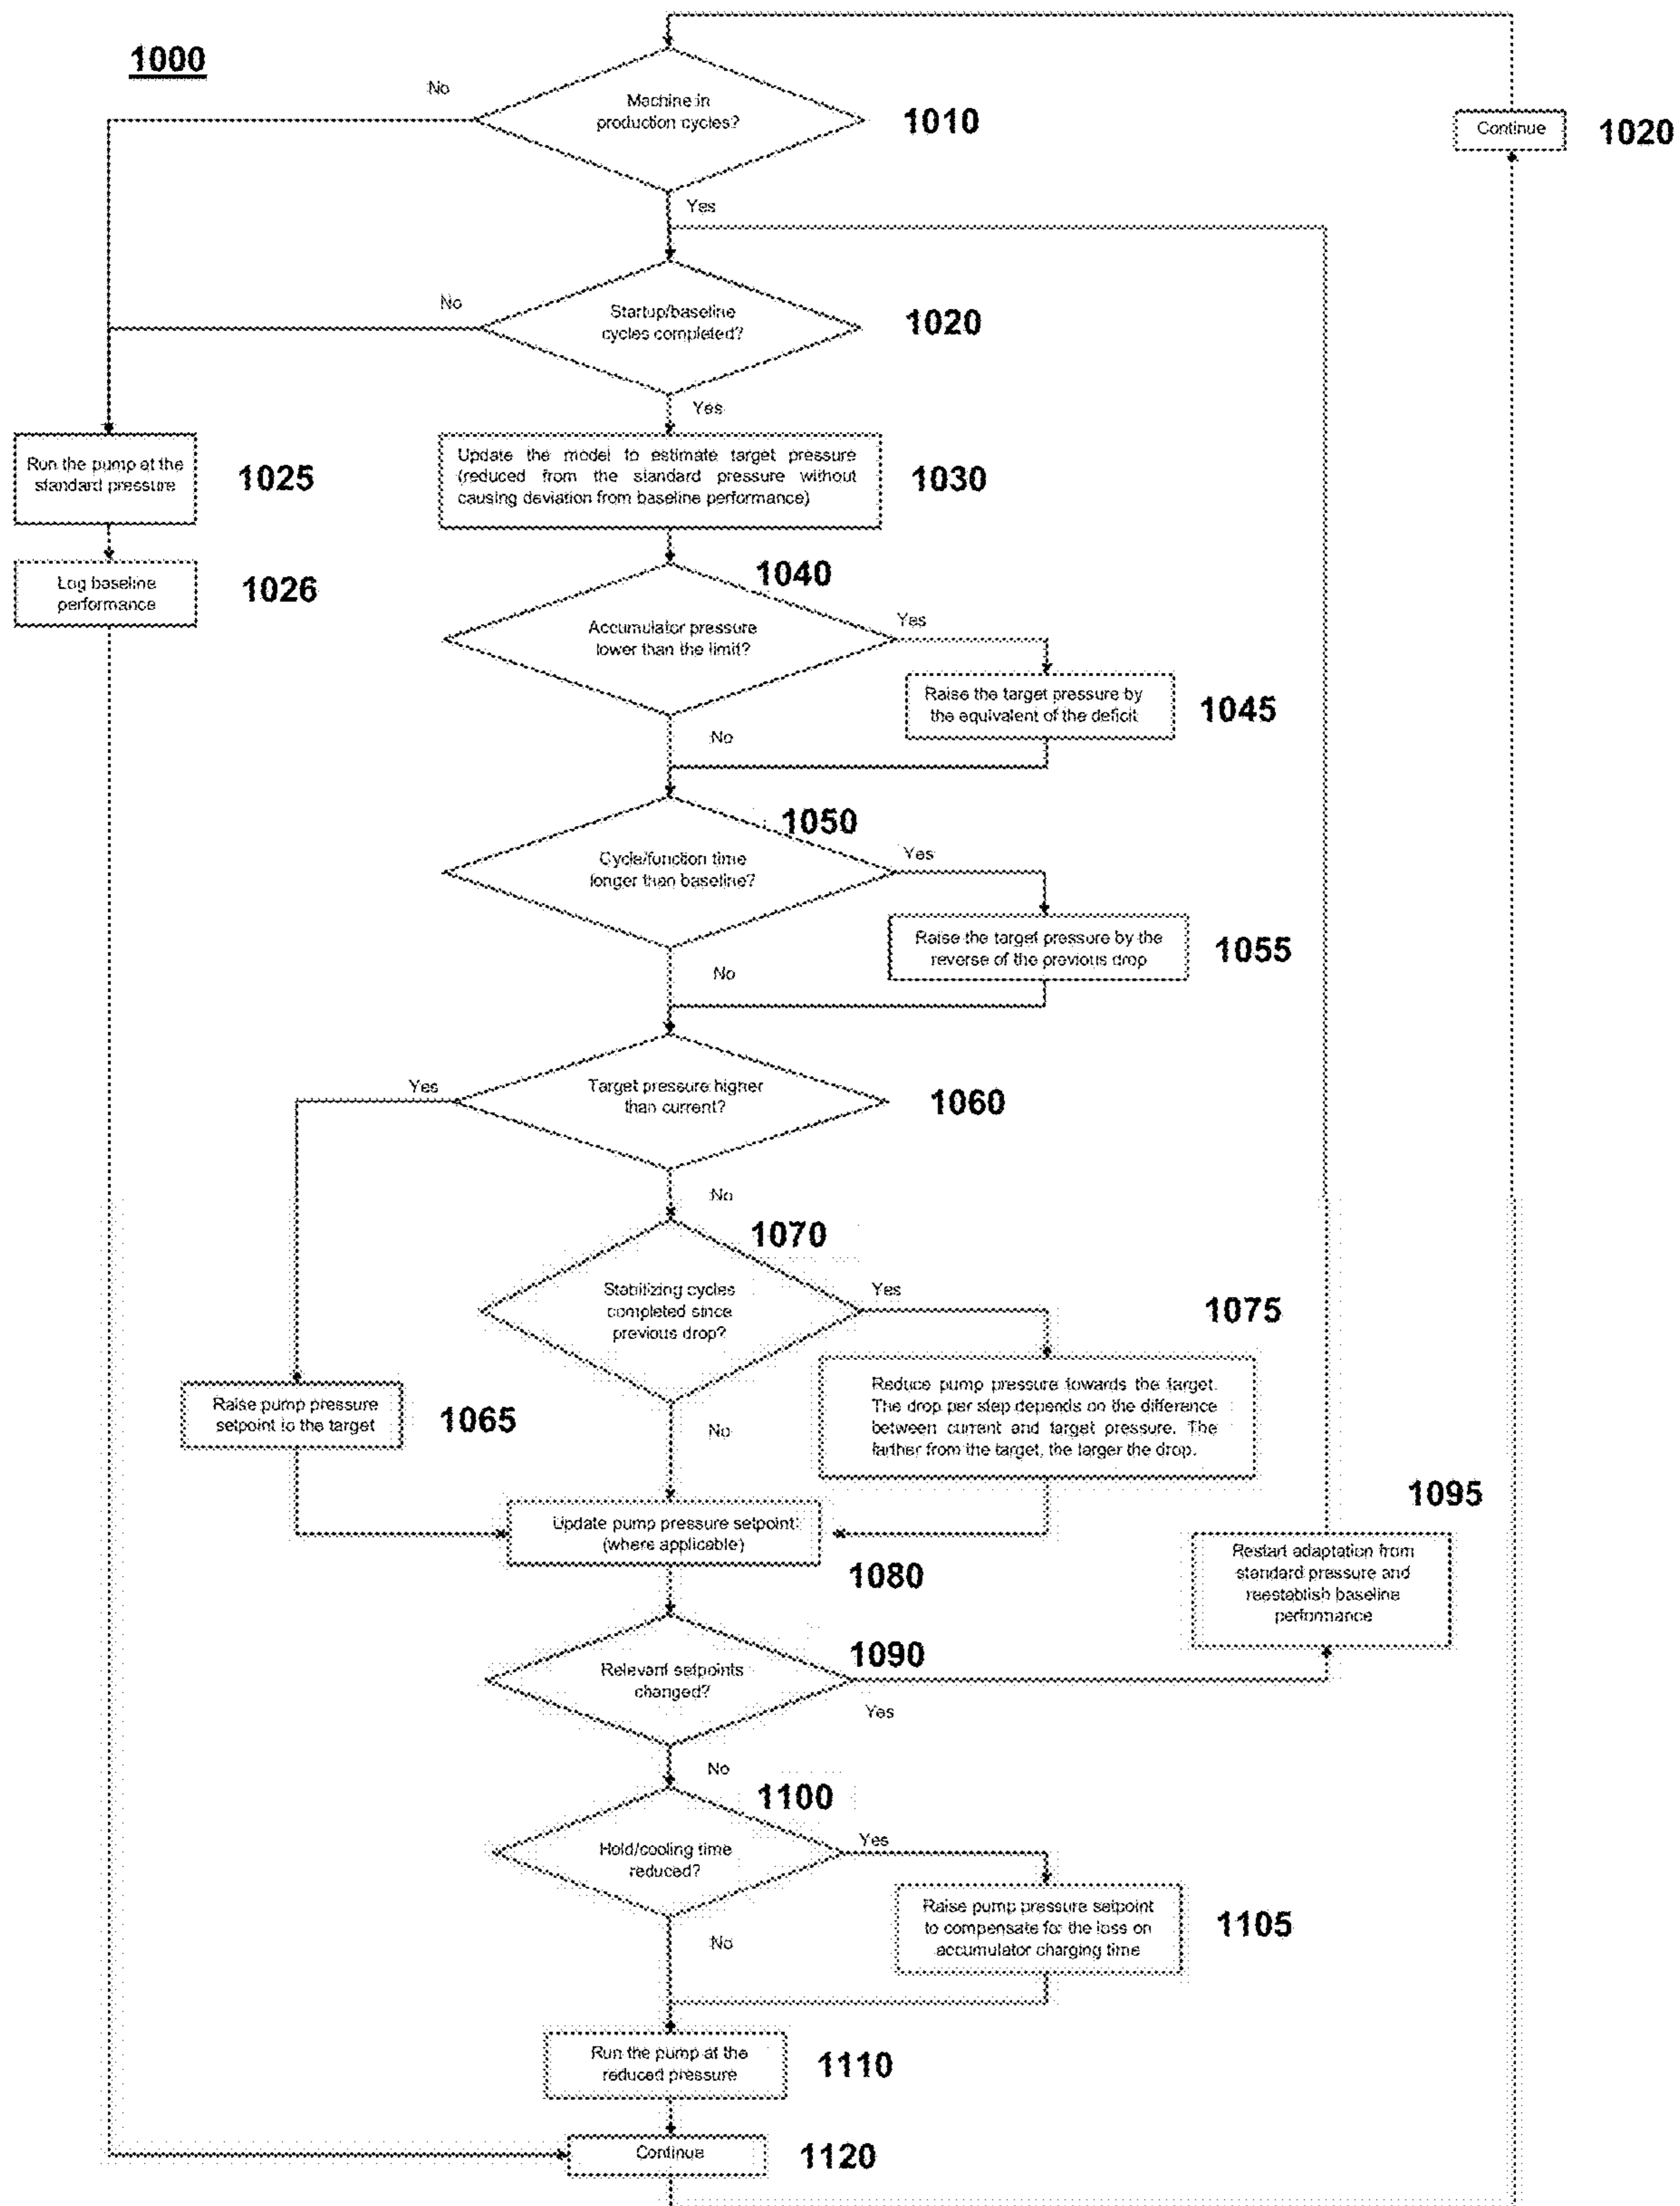 1000
No
Machine in
production cycles?
1010
Continue
1020
Yes
No
Startup/baseline
cycles completed?
1020
Yes
Run the pump at the
standard pressure
1025
Update the model to estimate target pressure
(reduced from the standard pressure without
causing deviation from baseline performance)
1030
Log baseline
performance
1026
1040
Accumulator pressure
lower than the limit?
Yes
Raise the target pressure by
the equivalent of the deficit
1045
No
1050
Cycle/function time
longer than baseline?
Yes
Raise the target pressure by the
reverse of the previous drop
1055
No
Yes
Target pressure higher
than current?
1060
No
1070
Stabilizing cycles
completed since
previous drop?
Yes
1075
Reduce pump pressure towards the target.
The drop per step depends on the difference
between current and target pressure. The
farther from the target, the larger the drop.
Raise pump pressure
setpoint to the target
1065
No
1095
Update pump pressure setpoint
(where applicable)
1080
Restart adaptation from
standard pressure and
reestablish baseline
performance
1090
Relevant setpoints
changed?
Yes
No
1100
Hold/cooling time
reduced?
Yes
Raise pump pressure setpoint
to compensate for the loss on
accumulator charging time
1105
No
Run the pump at the
reduced pressure
1110
Continue
1120